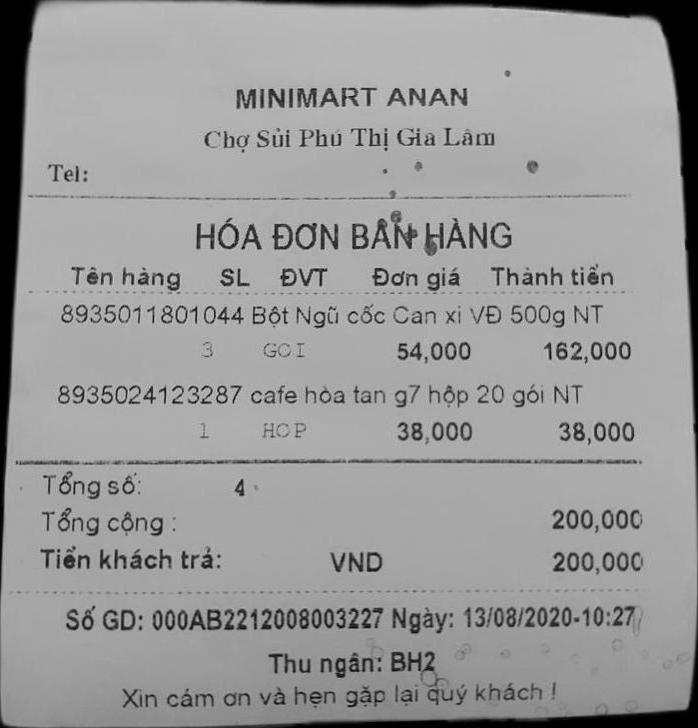 MINIMART ANAN
Chợ Sủi Phú Thị Gia Lâm
Tel:
HÓA ĐƠN BÁN HÀNG
Tên hàng SL ĐVT Đơn giá Thành tiền
8935011801044 Bột Ngũ cốc Can xi VĐ 500g NT
3 GOI 54,000 162,000
8935024123287 cafe hòa tan g7 hộp 20 gói NT
1 HOP 38,000 38,000
Tổng số: 4
Tổng cộng : 200,000
Tiền khách trả: VND 200,000
Số GD: 000AB2212008003227 Ngày: 13/08/2020-10:27
Thu ngân: BH2
Xin cám ơn và hẹn gặp lại quý khách !